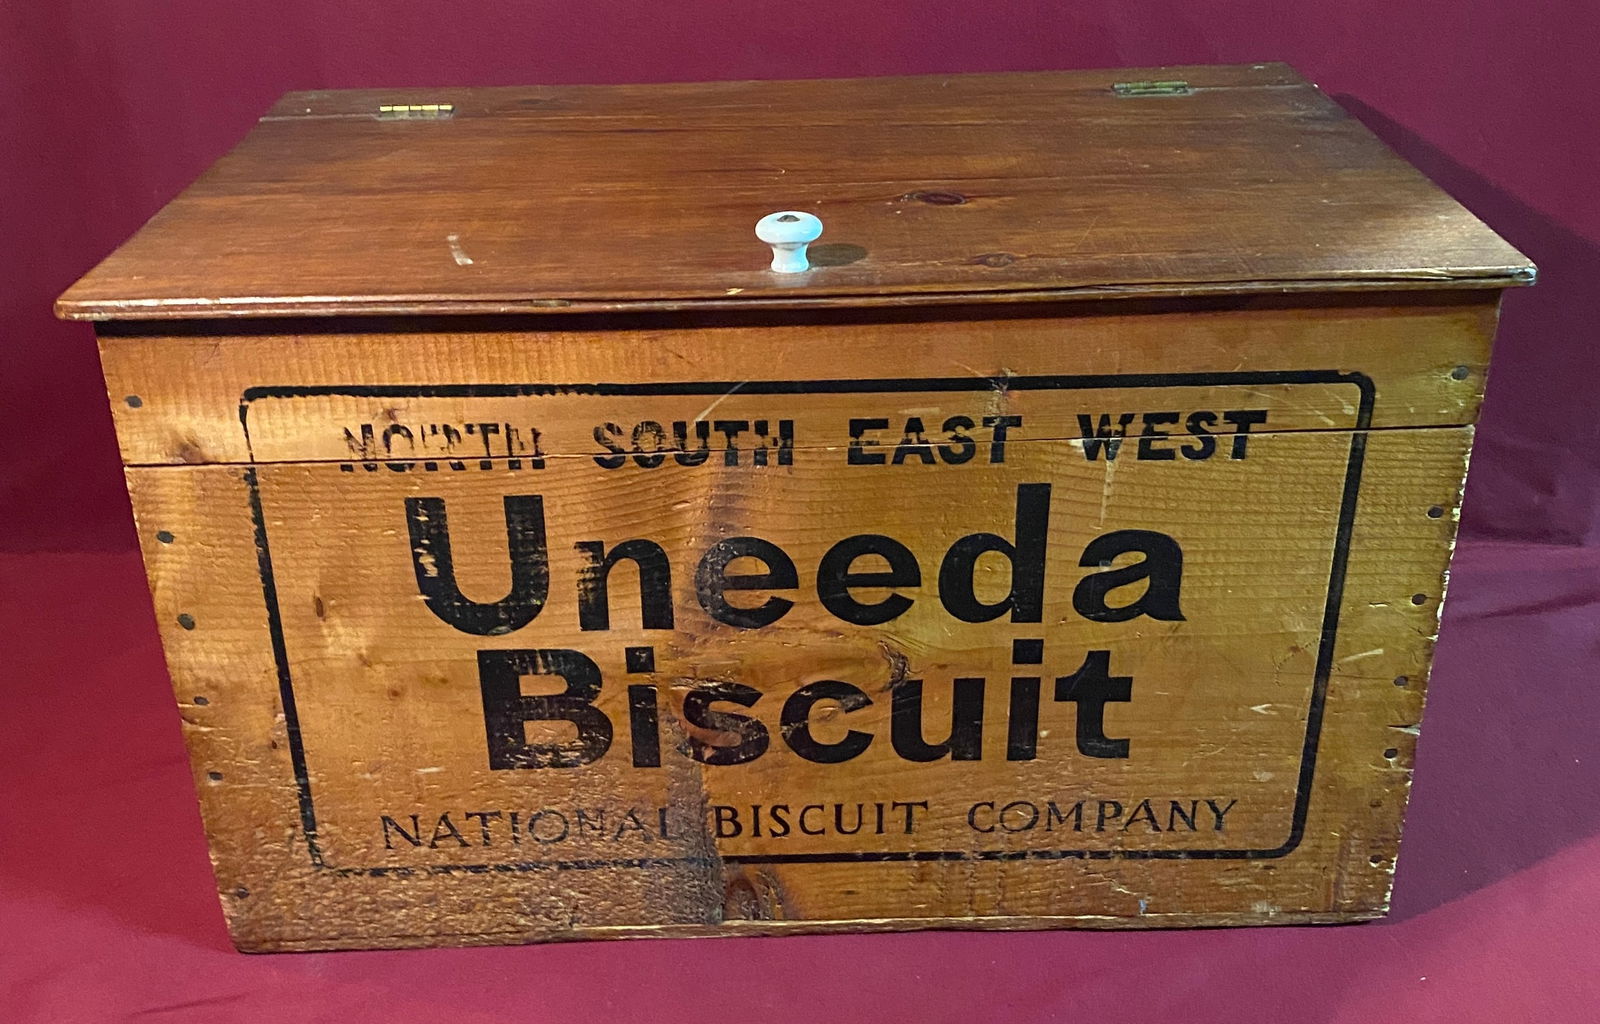 NORTH SOUTH EAST WEST
Uneeda
Biscuit
NATIONAL BISCUIT COMPANY